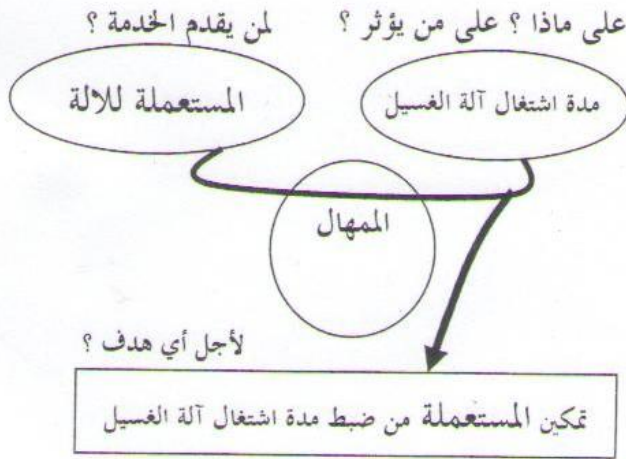 على ماذا ؟ على من يؤثر ؟
لمن يقدم الخدمة ؟
مدة اشتغال آلة الغسيل
المستعملة للالة
الممهال
لأجل أي هدف ؟
تمكين المستعملة من ضبط مدة اشتغال آلة الغسيل